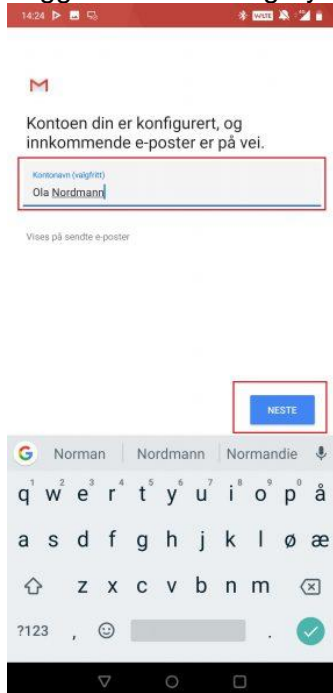 14:24
Kontoen din er konfigurert, og
innkommende e-poster er på vei.
Kontonavn (valgfritt)
Ola Nordmann
Vises på sendte e-poster
NESTE
G Norman Nordmann Normandie
1 2 3 4 5 6 7 8 9 0
q w e r t y u i o p å
a s d f g h j k l ø æ
z x c v b n m
?123 , .